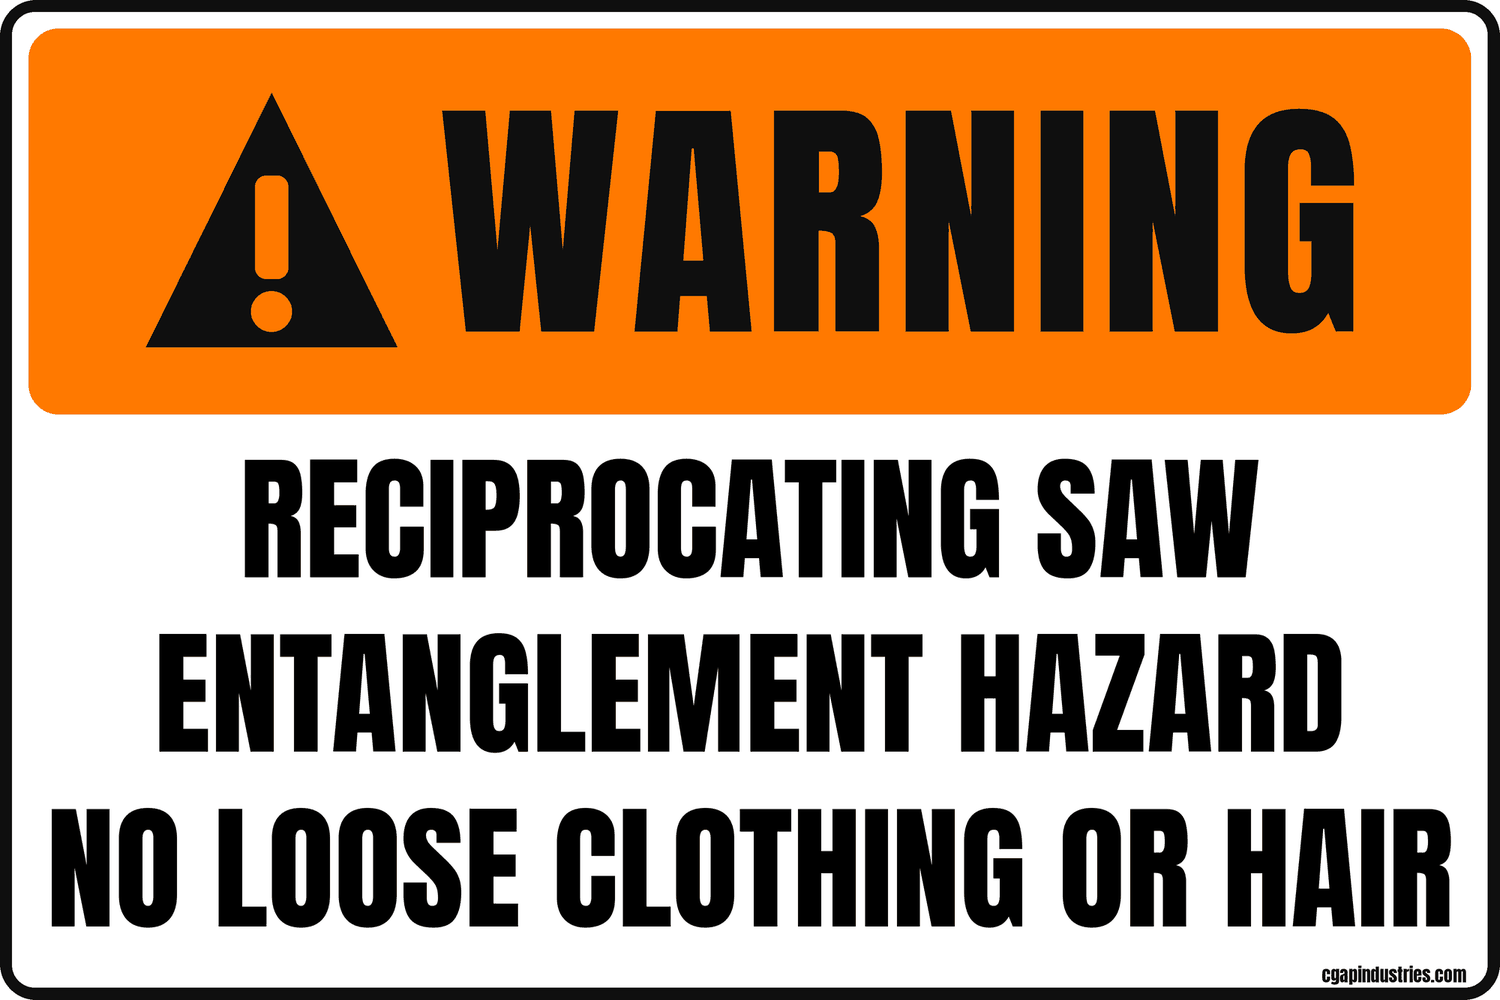 WARNING
RECIPROCATING SAW
ENTANGLEMENT HAZARD
NO LOOSE CLOTHING OR HAIR
cgapindustries.com